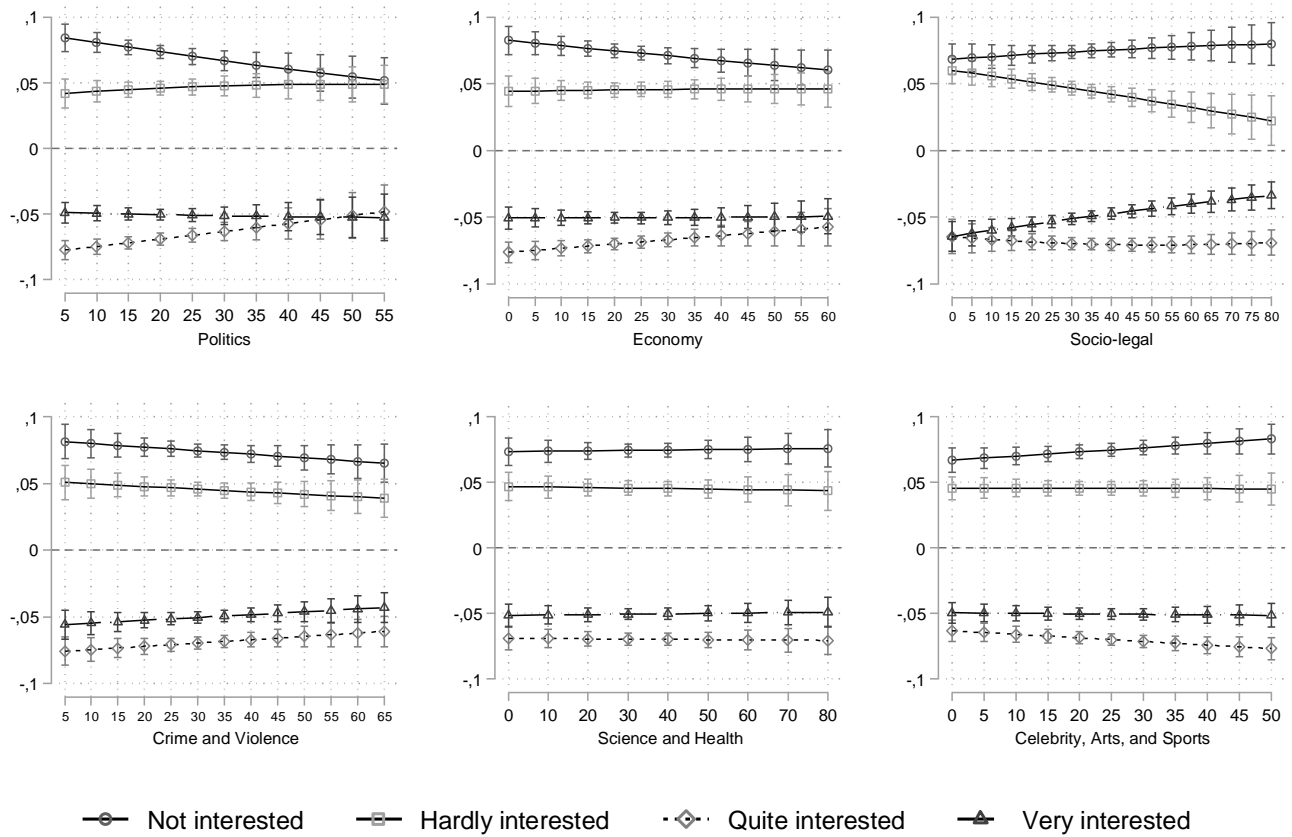 ,1
,05
0
-,05
-,1
5 10 15 20 25 30 35 40 45 50 55
Politics
,1
,05
0
-,05
-,1
0 5 10 15 20 25 30 35 40 45 50 55 60
Economy
,1
,05
0
-,05
-,1
0 5 10 15 20 25 30 35 40 45 50 55 60 65 70 75 80
Socio-legal
,1
,05
0
-,05
-,1
5 10 15 20 25 30 35 40 45 50 55 60 65
Crime and Violence
,1
,05
0
-,05
-,1
0 10 20 30 40 50 60 70 80
Science and Health
,1
,05
0
-,05
-,1
0 5 10 15 20 25 30 35 40 45 50
Celebrity, Arts, and Sports
Not interested Hardly interested Quite interested Very interested